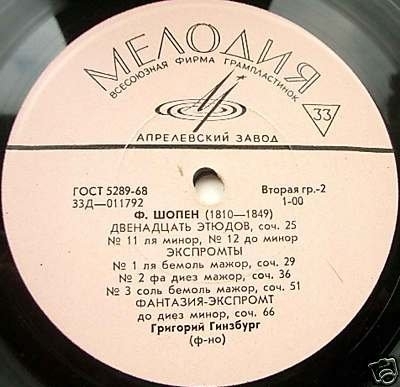 МЕЛОДИЯ
ВСЕСОЮЗНАЯ ФИРМА ГРАМПЛАСТИНОК
33
АПРЕЛЕВСКИЙ ЗАВОД
ГОСТ 5289-68 Вторая гр.-2
33Д—011792 1-00
Ф. ШОПЕН (1810—1849)
ДВЕНАДЦАТЬ ЭТЮДОВ, соч. 25
№ 11 ля минор, № 12 до минор
ЭКСПРОМТЫ
№ 1 ля бемоль мажор, соч. 29
№ 2 фа диез мажор, соч. 36
№ 3 соль бемоль мажор, соч. 51
ФАНТАЗИЯ-ЭКСПРОМТ
до диез минор, соч. 66
Григорий Гинзбург
(ф-но)